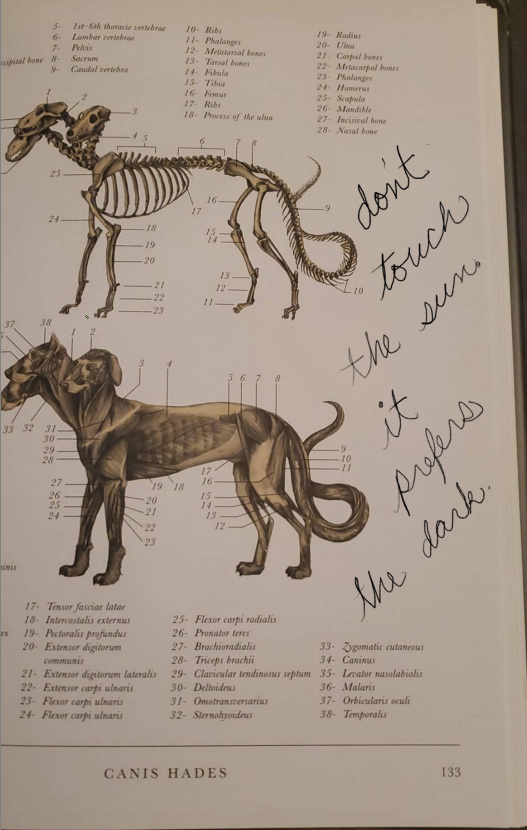 5- 1st-6th thoracic vertebrae
6- Lumbar vertebrae
7- Pelvis
cipital bone 8- Sacrum
9- Caudal vertebra
10- Ribs
11- Phalanges
12- Metatarsal bones
13- Tarsal bones
14- Fibula
15- Tibia
16- Femur
17- Ribs
18- Process of the ulna
19- Radius
20- Ulna
21- Carpal bones
22- Metacarpal bones
23- Phalanges
24- Humerus
25- Scapula
26- Mandible
27- Incisival bone
28- Nasal bone
1
2
3
5
6
7
8
25
9
16
17
24
18
15
14
19
20
13
21
12
22
11
23
10
don't
touch
the sun.
it
prefers
the dark.
37
38
1
2
3
4
5
6
7
8
33
32
31
30
29
28
9
10
11
17
19
18
16
27
26
25
24
20
21
22
23
15
14
13
12
minis
17- Tensor fasciae latae
18- Intercostalis externus
ex 19- Pectoralis profundus
20- Extensor digitorum
communis
21- Extensor digitorum lateralis
22- Extensor carpi ulnaris
23- Flexor carpi ulnaris
24- Flexor carpi ulnaris
25- Flexor carpi radialis
26- Pronator teres
27- Brachioradialis
28- Triceps brachii
29- Clavicular tendinosus septum
30- Deltoideus
31- Omotransversarius
32- Sternohyoideus
33- Zygomatic cutaneous
34- Caninus
35- Levator nasolabialis
36- Malaris
37- Orbicularis oculi
38- Temporalis
CANIS HADES
133